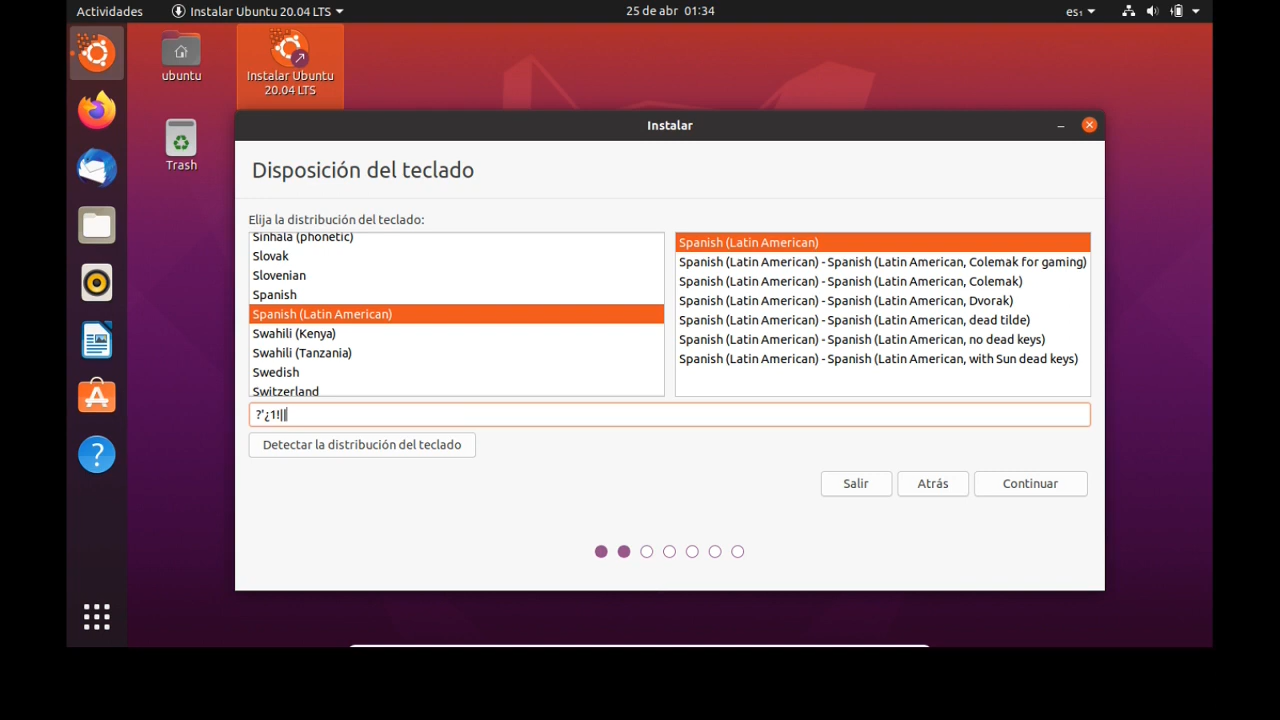 Actividades
Instalar Ubuntu 20.04 LTS
25 de abr 01:34
es₁
ubuntu
Instalar Ubuntu
20.04 LTS
Trash
Instalar
Disposición del teclado
Elija la distribución del teclado:
Sinhala (phonetic)
Slovak
Slovenian
Spanish
Spanish (Latin American)
Swahili (Kenya)
Swahili (Tanzania)
Swedish
Switzerland
Spanish (Latin American)
Spanish (Latin American) - Spanish (Latin American, Colemak for gaming)
Spanish (Latin American) - Spanish (Latin American, Colemak)
Spanish (Latin American) - Spanish (Latin American, Dvorak)
Spanish (Latin American) - Spanish (Latin American, dead tilde)
Spanish (Latin American) - Spanish (Latin American, no dead keys)
Spanish (Latin American) - Spanish (Latin American, with Sun dead keys)
?'¿1!||
Detectar la distribución del teclado
Salir
Atrás
Continuar